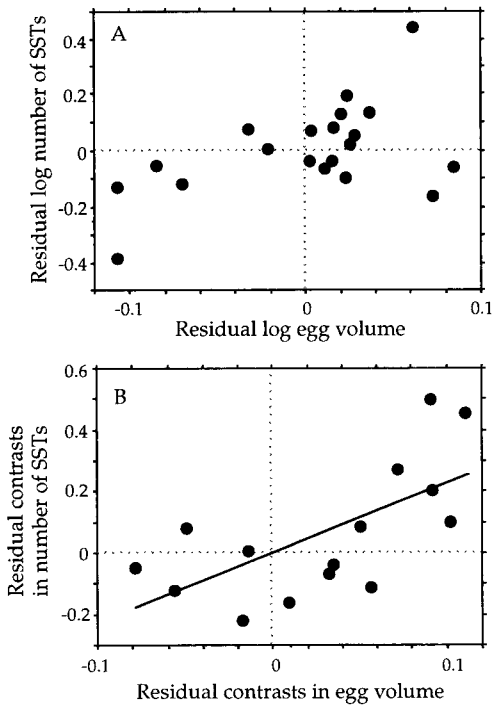 A
Residual log number of SSTs
0.4
0.2
0
-0.2
-0.4
-0.1
0
0.1
Residual log egg volume
B
Residual contrasts
in number of SSTs
0.6
0.4
0.2
0
-0.2
-0.1
0
0.1
Residual contrasts in egg volume